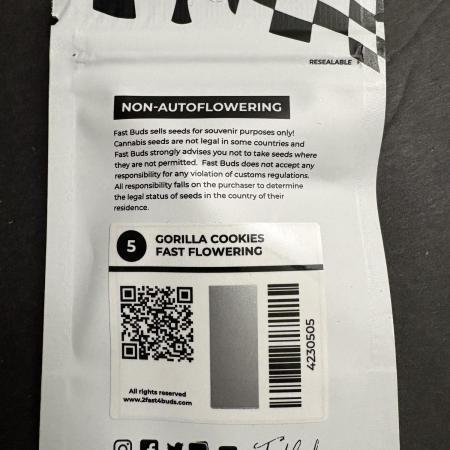 RESEALABLE
NON-AUTOFLOWERING
Fast Buds sells seeds for souvenir purposes only!
Cannabis seeds are not legal in some countries and
Fast Buds strongly advises you not to take seeds where
they are not permitted. Fast Buds does not accept any
responsibility for any violation of customs regulations.
All responsibility falls on the purchaser to determine
the legal status of seeds in the country of their
residence.
5
GORILLA COOKIES
FAST FLOWERING
4230505
All rights reserved
www.2fast4buds.com